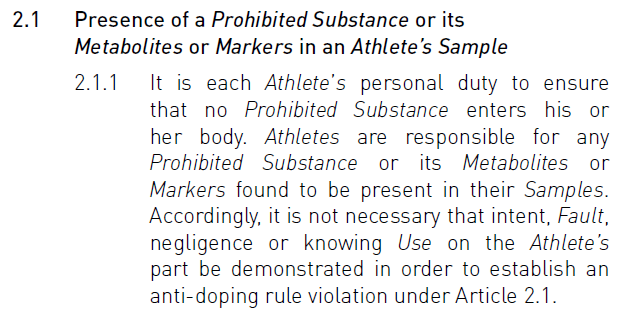 2.1 Presence of a Prohibited Substance or its
Metabolites or Markers in an Athlete's Sample
2.1.1 It is each Athlete's personal duty to ensure
that no Prohibited Substance enters his or
her body. Athletes are responsible for any
Prohibited Substance or its Metabolites or
Markers found to be present in their Samples.
Accordingly, it is not necessary that intent, Fault,
negligence or knowing Use on the Athlete's
part be demonstrated in order to establish an
anti-doping rule violation under Article 2.1.